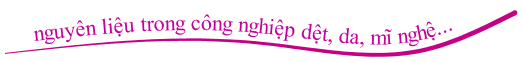 nguyên liệu trong công nghiệp dệt, da, mĩ nghệ...